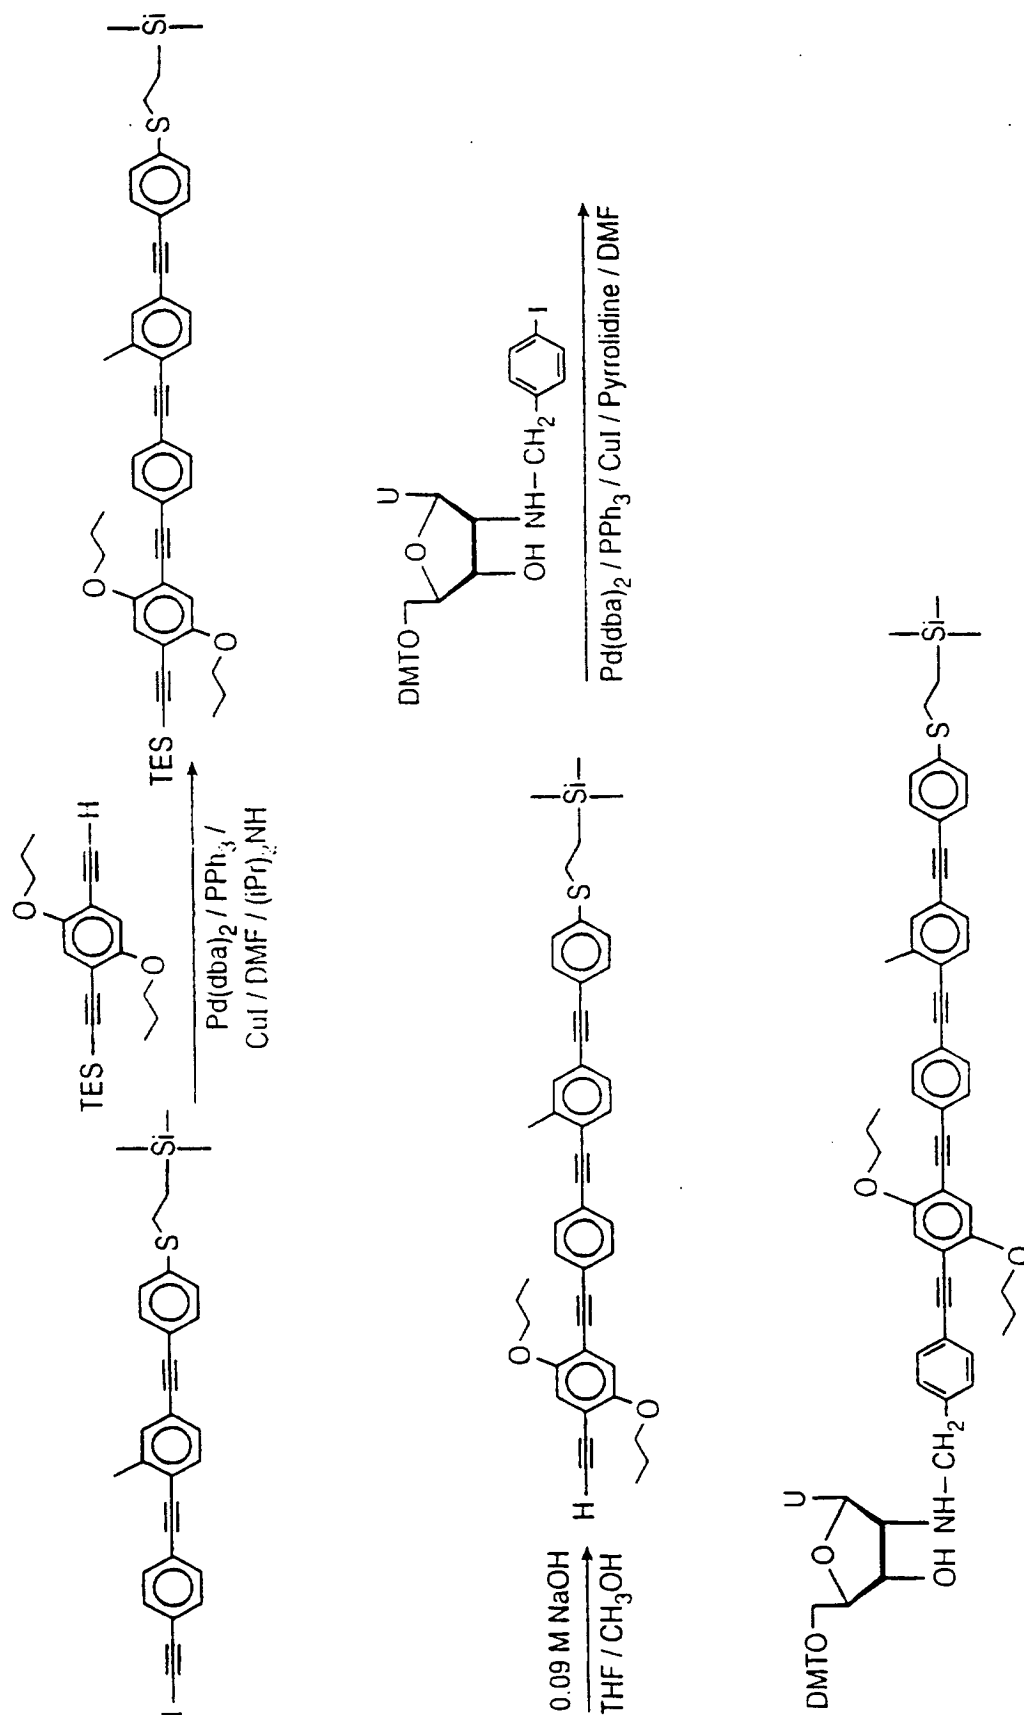 I
S
Si
TES
O
O
H
Pd(dba)2 / PPh3 /
CuI / DMF / (iPr)2NH
TES
O
O
S
Si
0.09 M NaOH
THF / CH3OH
H
O
O
S
Si
DMTO
O
U
OH NH–CH2
I
Pd(dba)2 / PPh3 / CuI / Pyrrolidine / DMF
DMTO
O
U
OH NH–CH2
O
O
S
Si